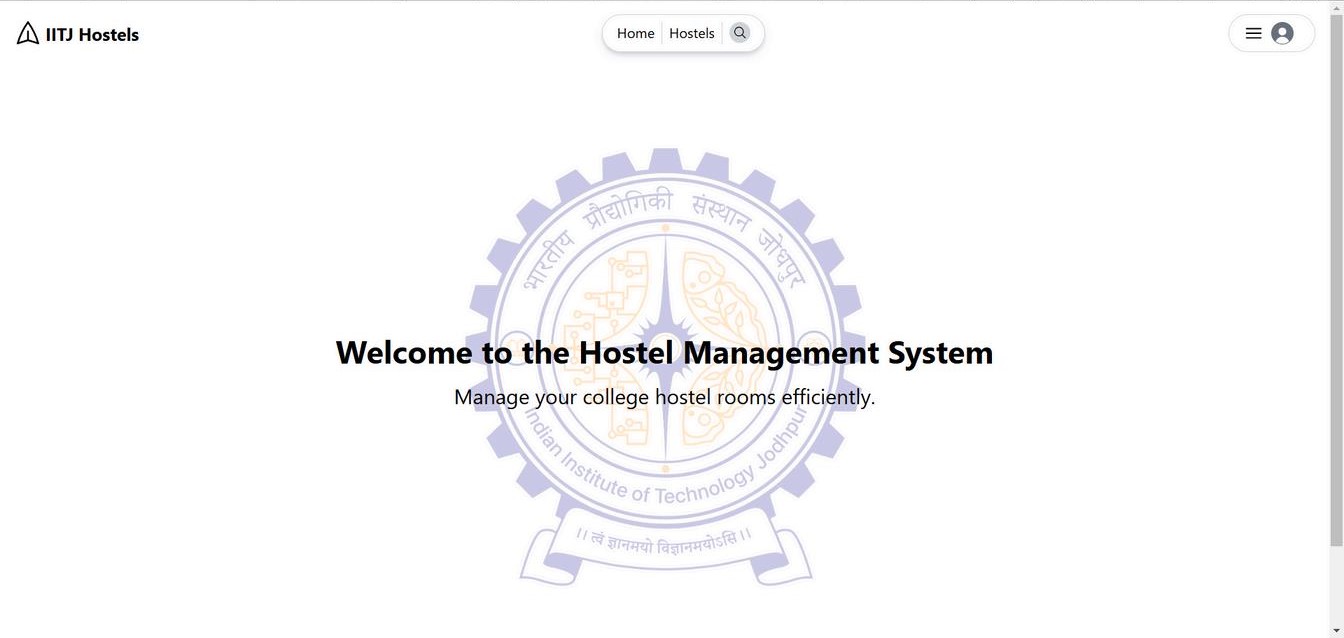 IITJ Hostels
Home
Hostels
भारतीय प्रौद्योगिकी संस्थान जोधपुर
Welcome to the Hostel Management System
Manage your college hostel rooms efficiently.
Indian Institute of Technology Jodhpur
।। त्वं ज्ञानमयो विज्ञानमयोऽसि ।।